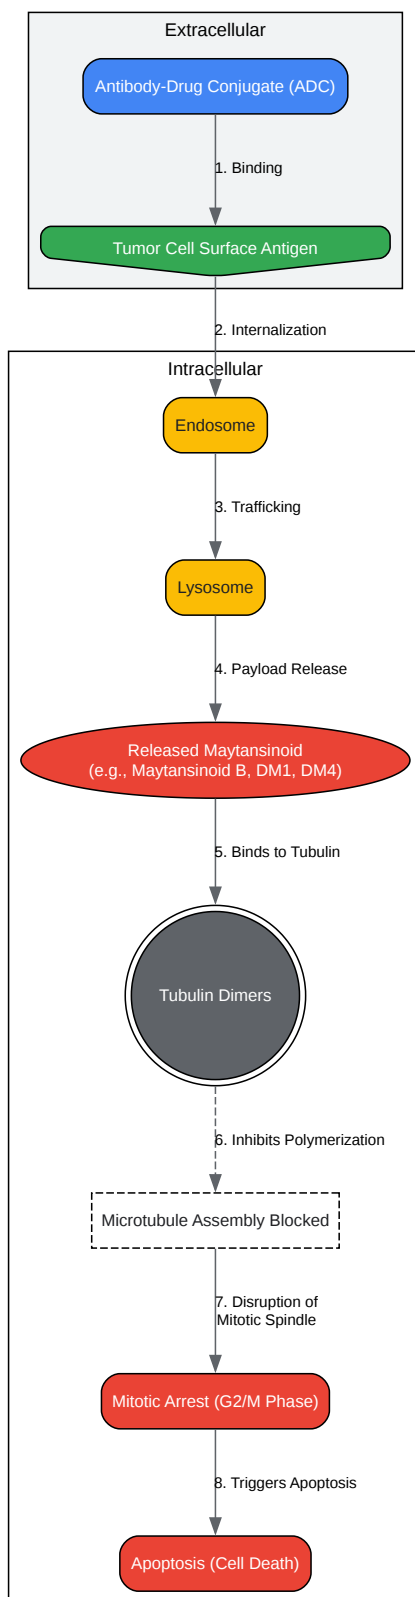 Extracellular
Antibody-Drug Conjugate (ADC)
1. Binding
Tumor Cell Surface Antigen
2. Internalization
Intracellular
Endosome
3. Trafficking
Lysosome
4. Payload Release
Released Maytansinoid
(e.g., Maytansinoid B, DM1, DM4)
5. Binds to Tubulin
Tubulin Dimers
6. Inhibits Polymerization
Microtubule Assembly Blocked
7. Disruption of
Mitotic Spindle
Mitotic Arrest (G2/M Phase)
8. Triggers Apoptosis
Apoptosis (Cell Death)